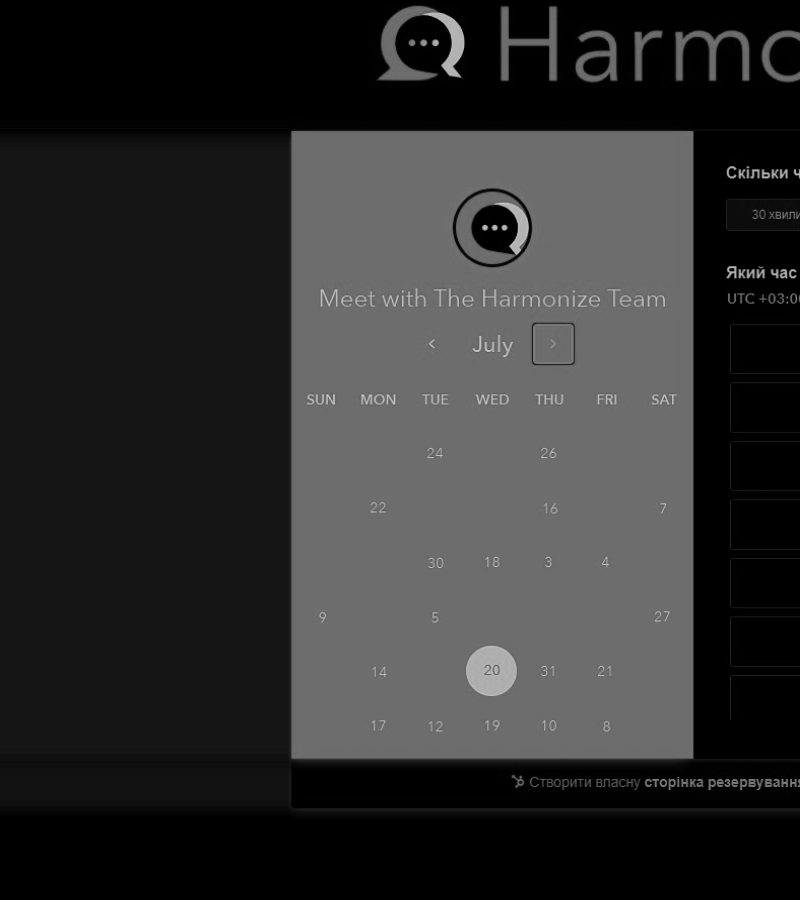 Harmo
Meet with The Harmonize Team
July
SUN MON TUE WED THU FRI SAT
24 26
22 16 7
30 18 3 4
9 5 27
14 20 31 21
17 12 19 10 8
Скільки ч
30 хвили
Який час
UTC +03:00
Створити власну сторінка резервування